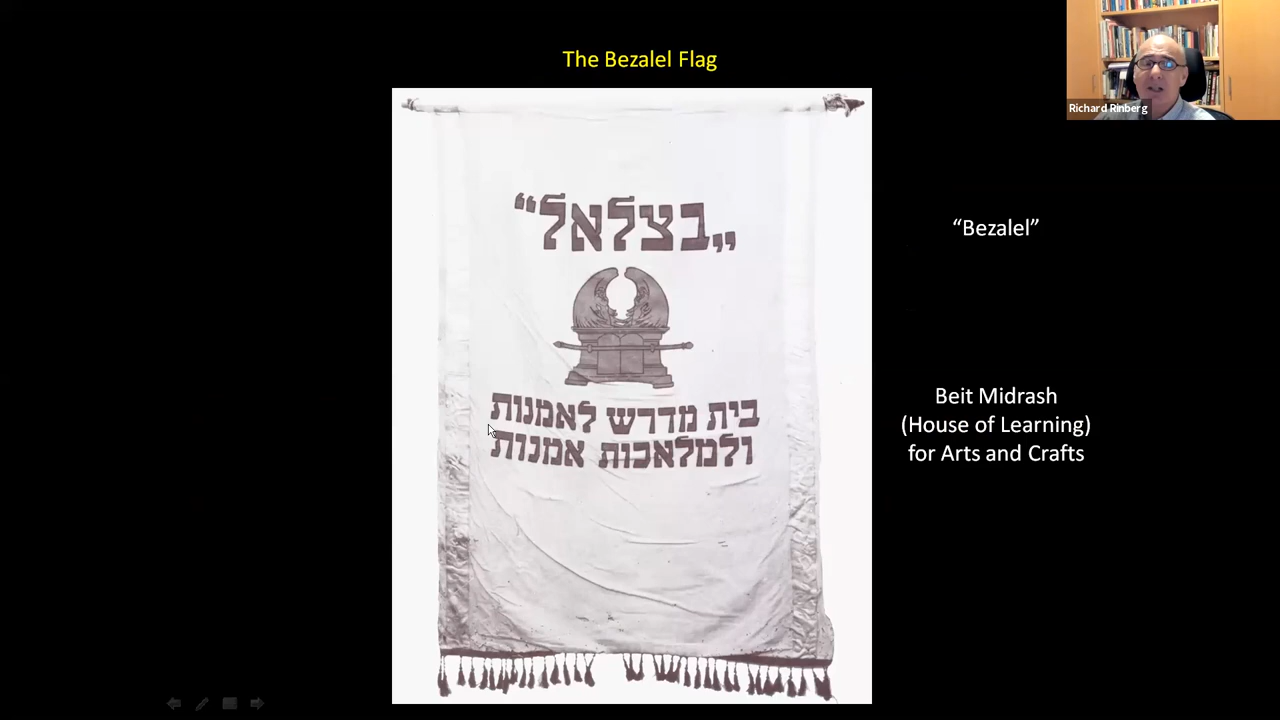 The Bezalel Flag
Richard Rinberg
„בצלאל“
“Bezalel”
בית מדרש לאמנות
ולמלאכות אמנות
Beit Midrash
(House of Learning)
for Arts and Crafts